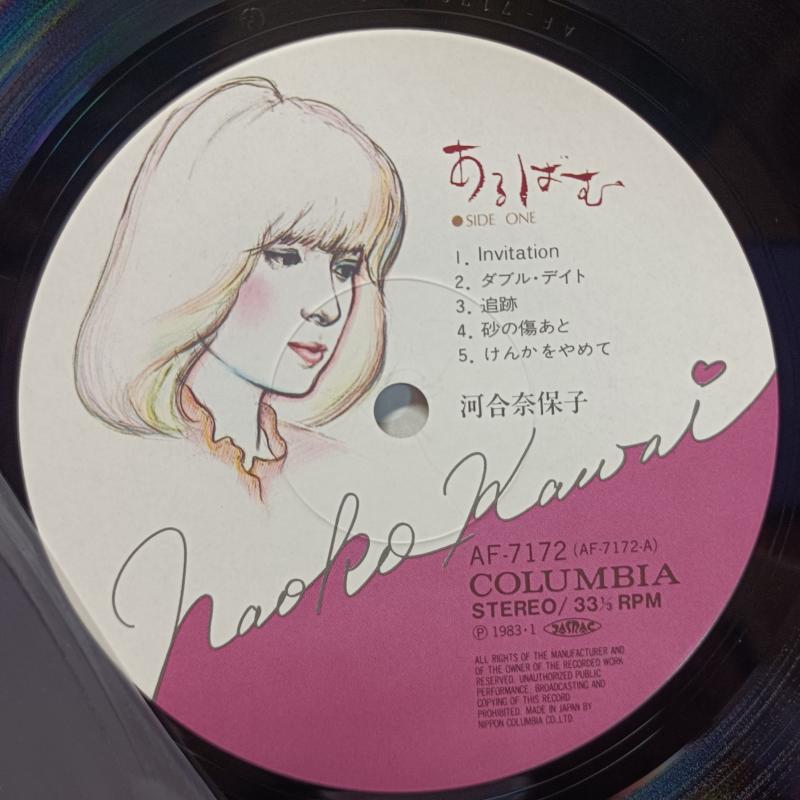 あるばむ
●SIDE ONE
1. Invitation
2. ダブル・デイト
3. 追跡
4. 砂の傷あと
5. けんかをやめて
河合奈保子
Naoko Kawai
AF-7172 (AF-7172-A)
COLUMBIA
STEREO/33⅓ RPM
Ⓟ 1983・1 JASRAC
ALL RIGHTS OF THE MANUFACTURER AND
OF THE OWNER OF THE RECORDED WORK
RESERVED. UNAUTHORIZED PUBLIC
PERFORMANCE, BROADCASTING AND
COPYING OF THIS RECORD
PROHIBITED. MADE IN JAPAN BY
NIPPON COLUMBIA CO., LTD.